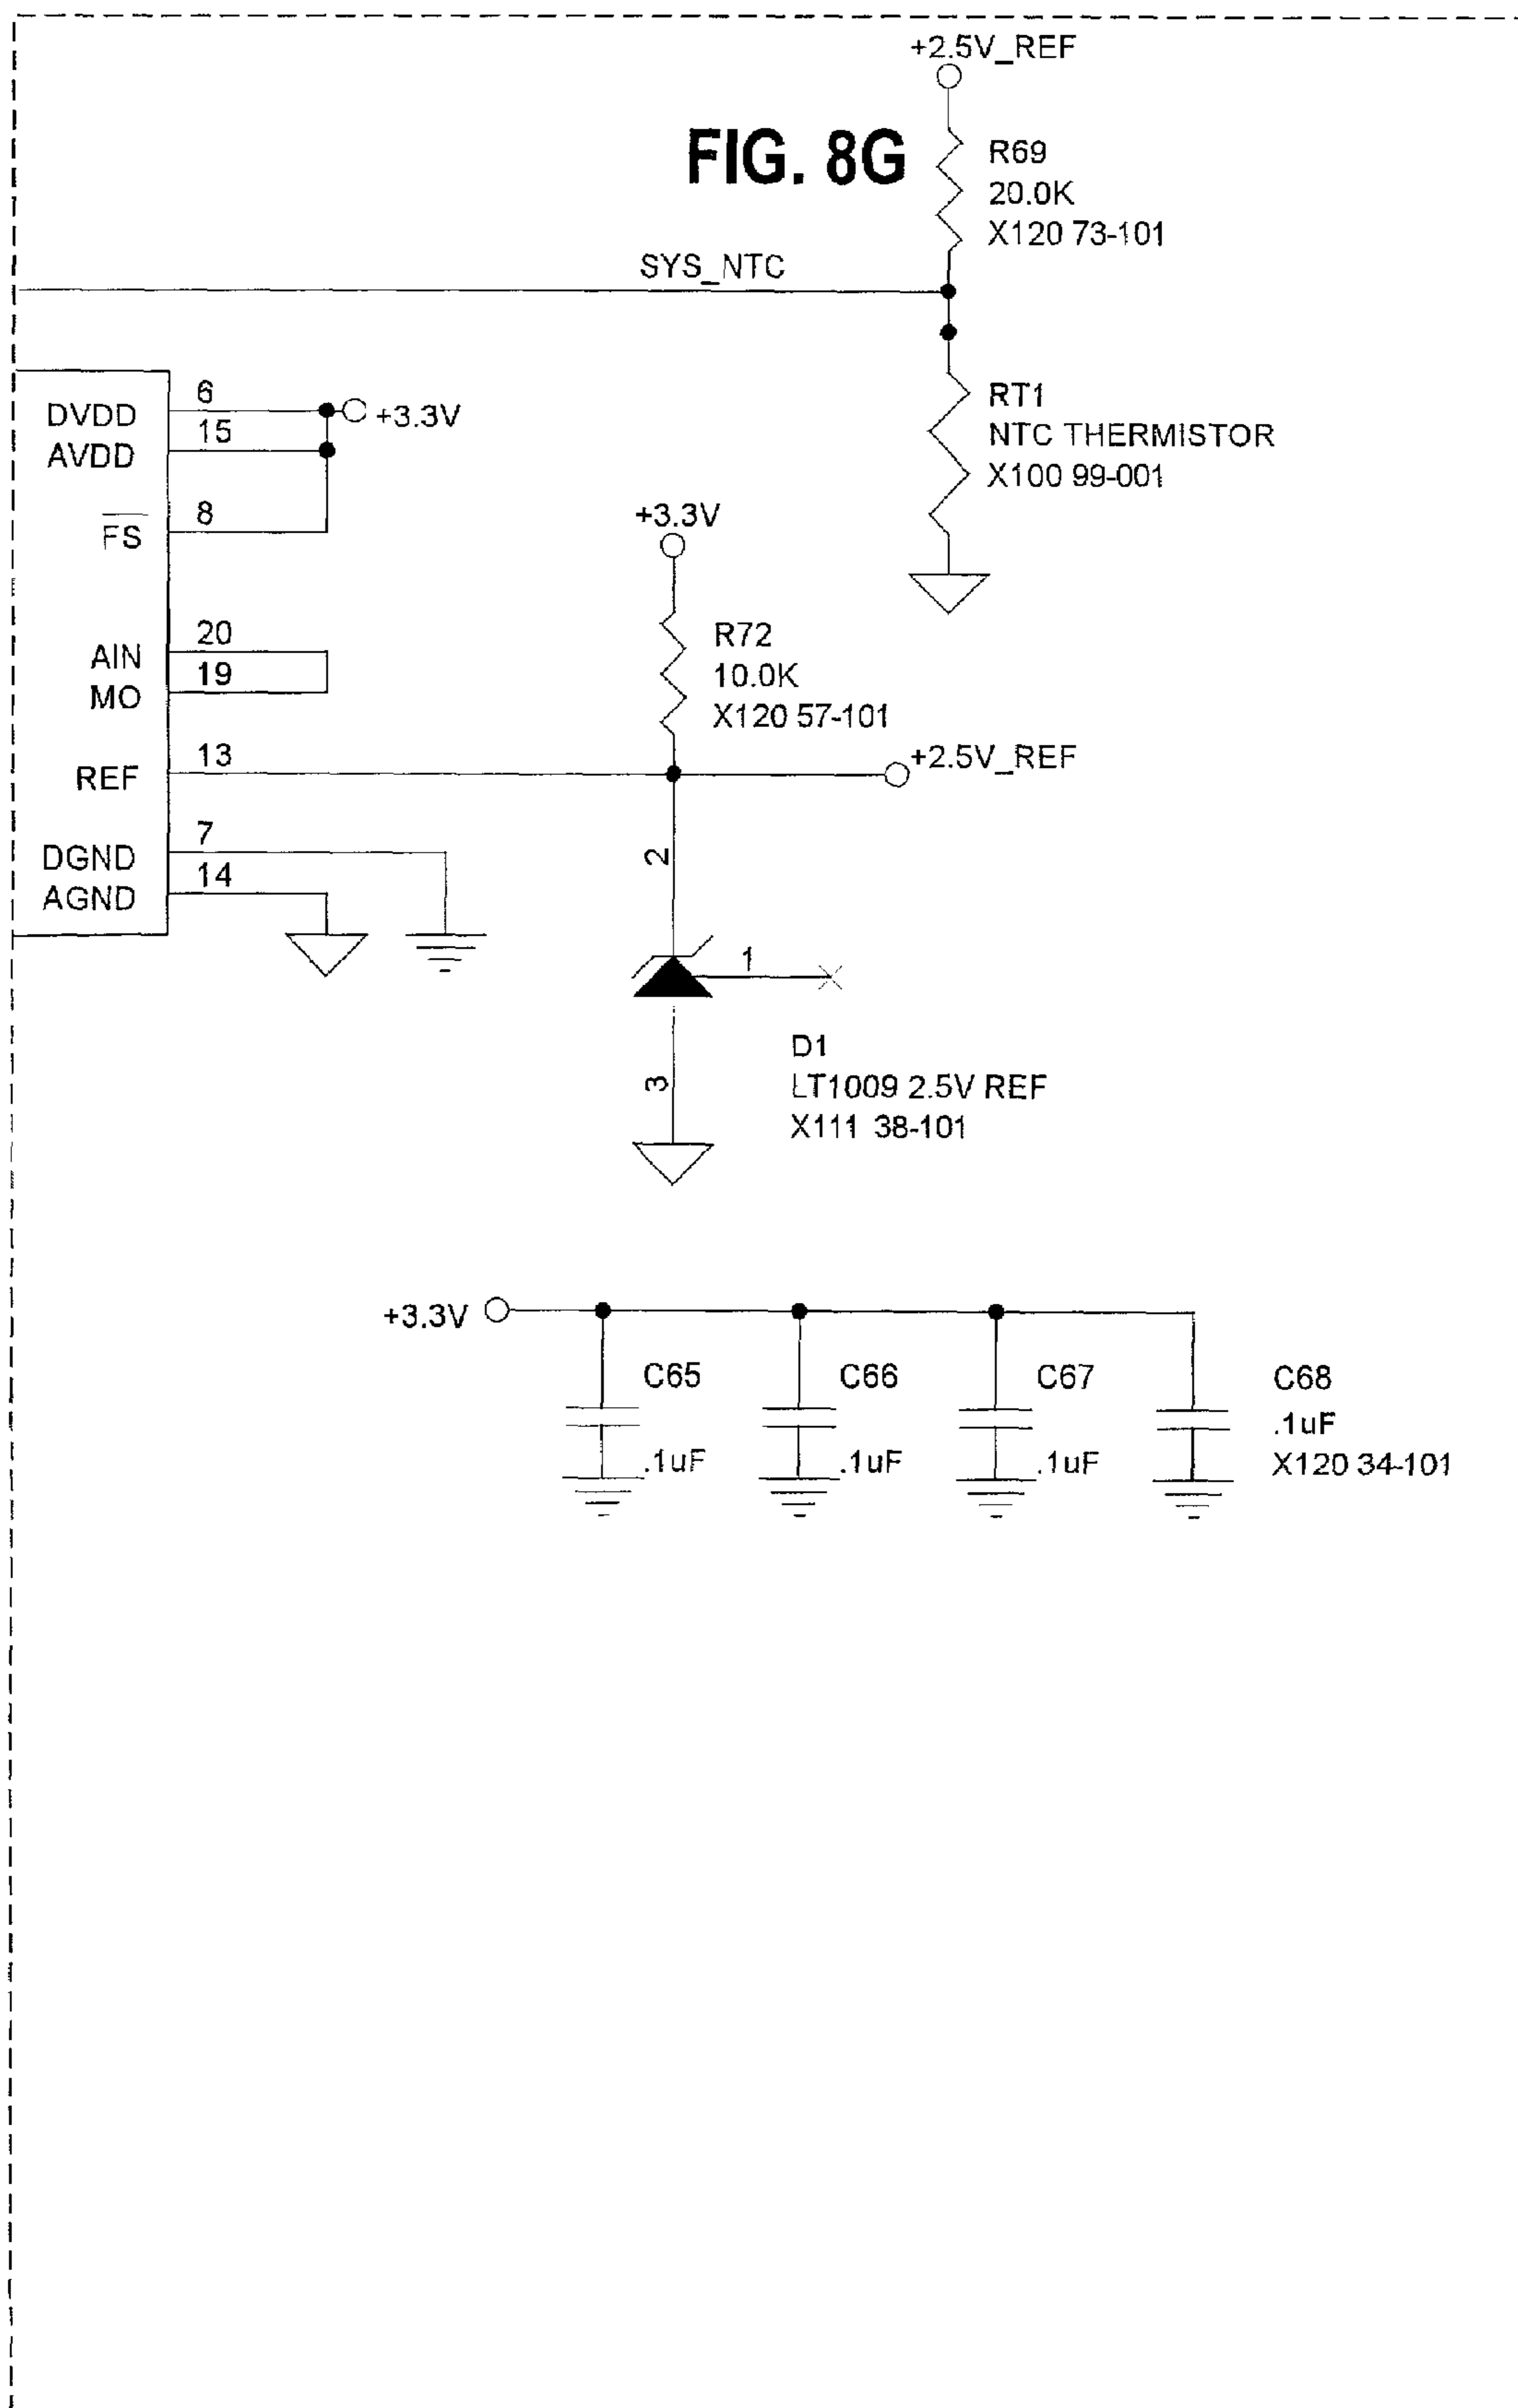 +2.5V_REF
FIG. 8G
R69
20.0K
X120 73-101
SYS_NTC
RT1
NTC THERMISTOR
X100 99-001
DVDD
6
+3.3V
AVDD
15
FS
8
AIN
20
MO
19
+3.3V
R72
10.0K
X120 57-101
REF
13
+2.5V_REF
DGND
7
AGND
14
2
1
3
D1
LT1009 2.5V REF
X111 38-101
+3.3V
C65
.1uF
C66
.1uF
C67
.1uF
C68
.1uF
X120 34-101